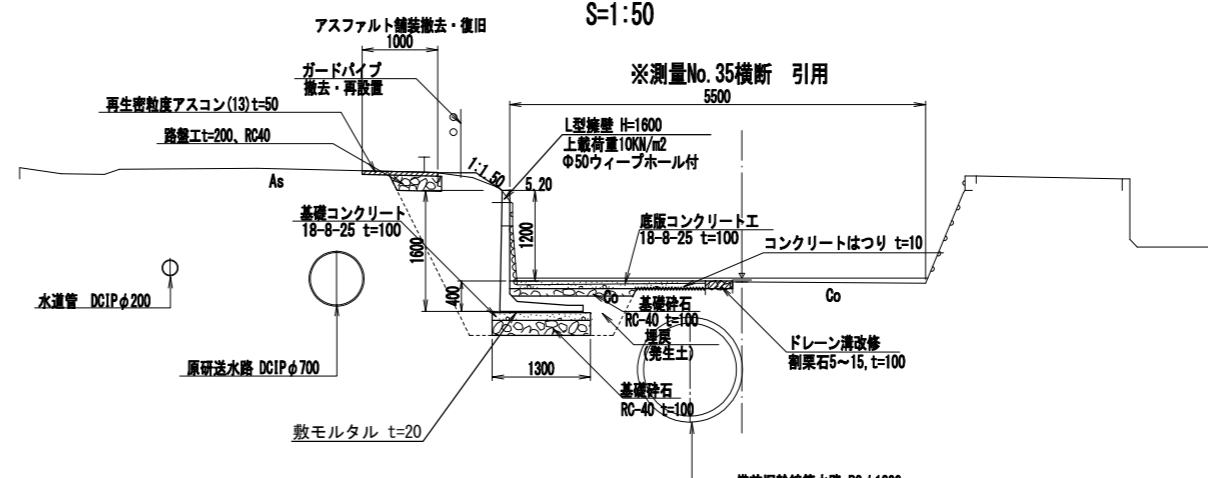 S=1:50
アスファルト舗装撤去・復旧
1000
ガードパイプ
撤去・再設置
※測量No.35横断 引用
5500
再生密粒度アスコン(13)t=50
路盤工t=200、RC40
L型擁壁 H=1600
上載荷重10KN/m2
Φ50ウィープホール付
1:1.50
5.20
As
基礎コンクリート
18-8-25 t=100
1600
1200
400
底版コンクリート工
18-8-25 t=100
コンクリートはつり t=10
Co
Co
水道管 DCIPφ200
基礎砕石
RC-40 t=100
埋戻
(発生土)
ドレーン溝改修
割栗石5～15,t=100
原研送水路 DCIPφ700
1300
基礎砕石
RC-40 t=100
敷モルタル t=20